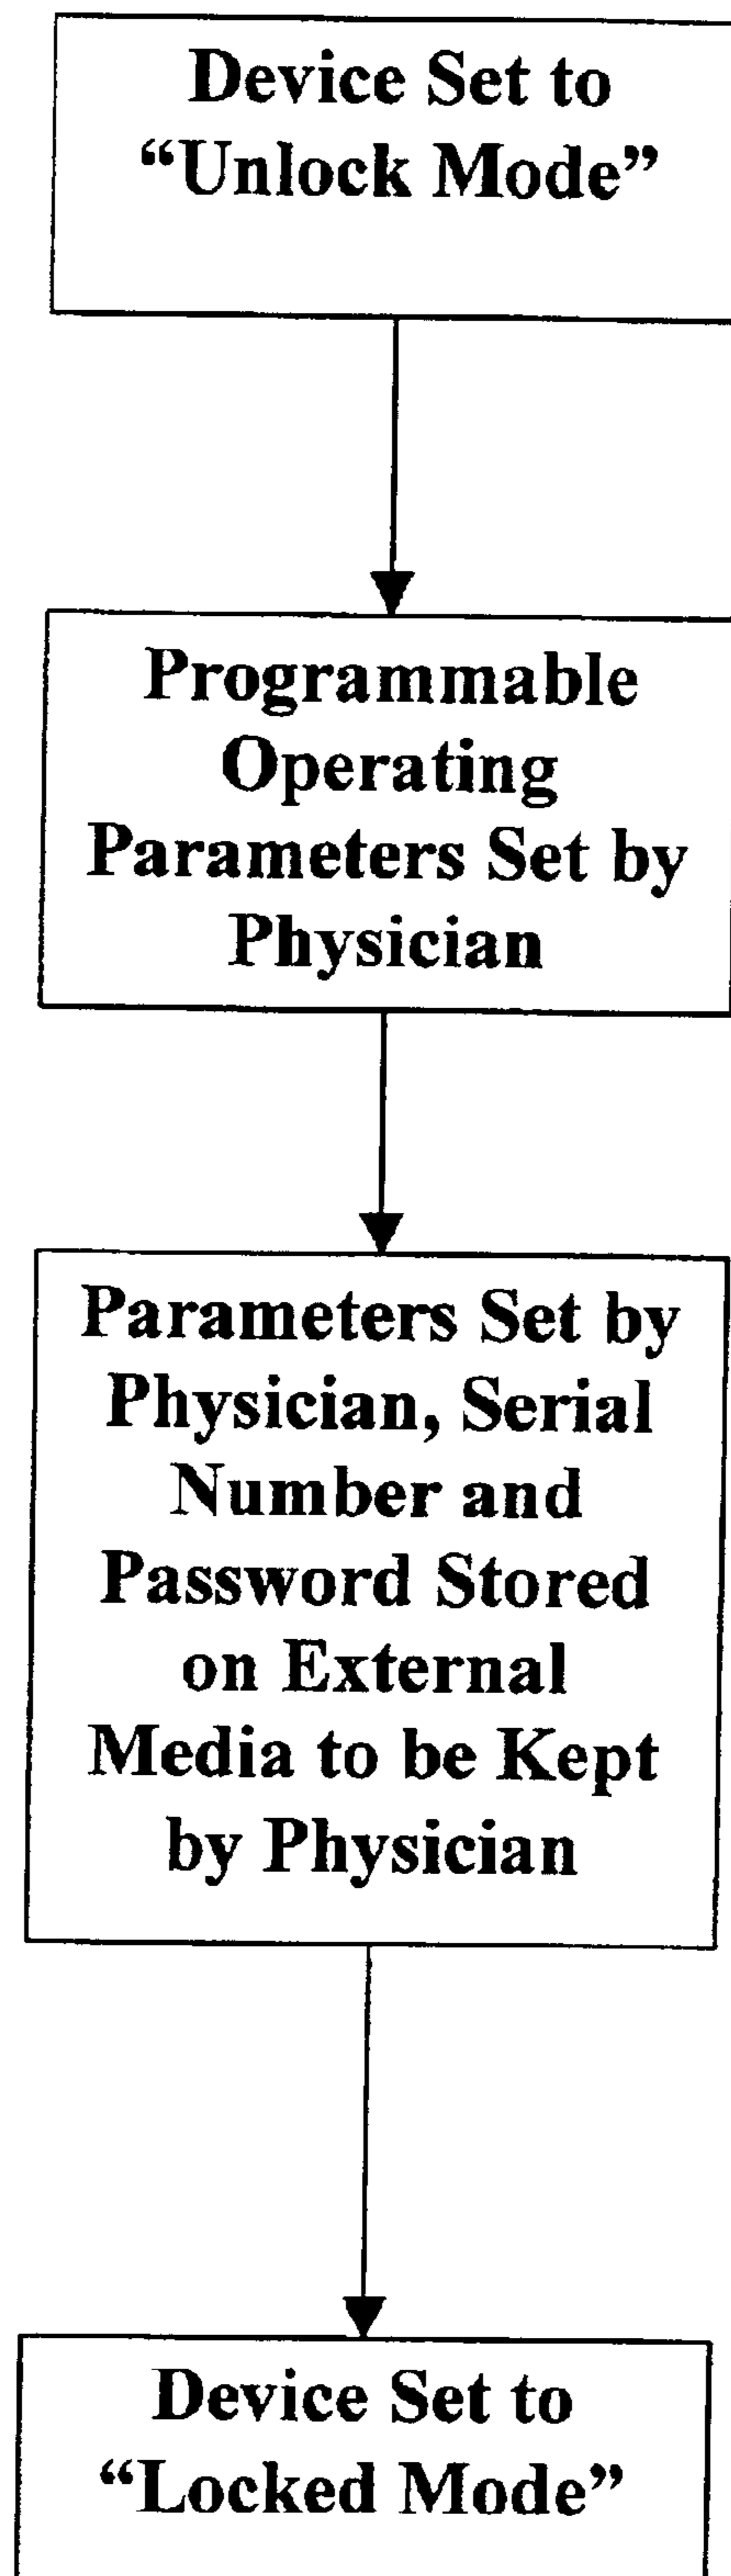 Device Set to
“Unlock Mode”
Programmable
Operating
Parameters Set by
Physician
Parameters Set by
Physician, Serial
Number and
Password Stored
on External
Media to be Kept
by Physician
Device Set to
“Locked Mode”